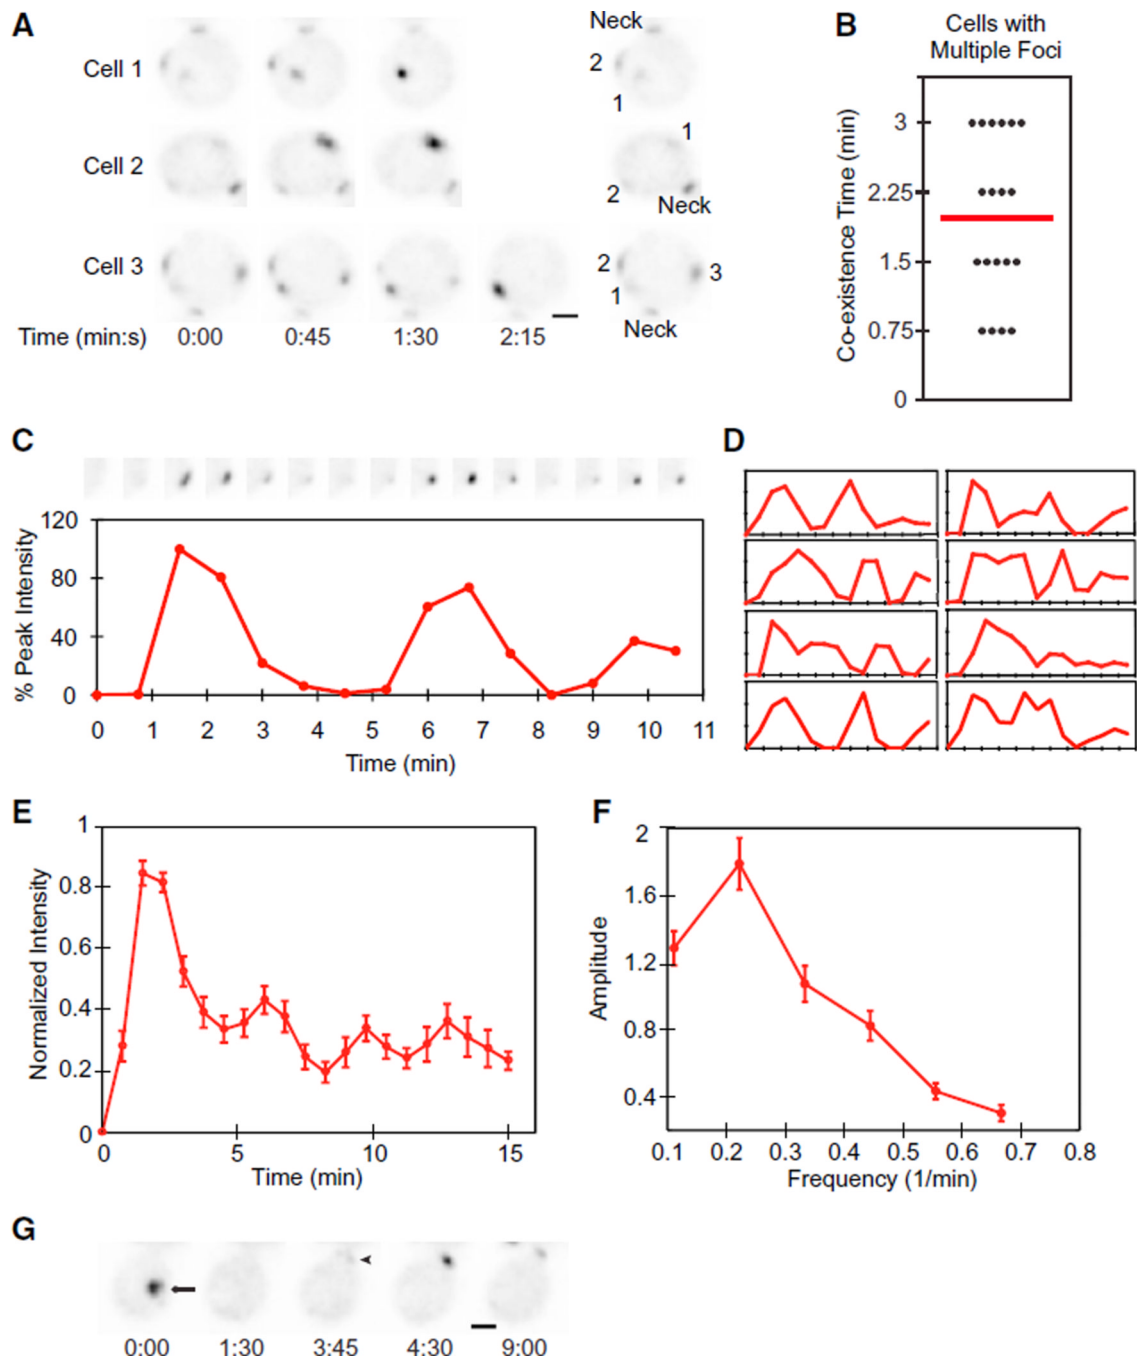 A
Neck
Cell 1
2
1
1
Cell 2
2
Neck
Cell 3
2
3
1
Neck
Time (min:s)
0:00
0:45
1:30
2:15
B
Cells with
Multiple Foci
Co-existence Time (min)
3
2.25
1.5
0.75
0
C
% Peak Intensity
120
80
40
0
0 1 2 3 4 5 6 7 8 9 10 11
Time (min)
D
E
Normalized Intensity
1
0.8
0.6
0.4
0.2
0
0 5 10 15
Time (min)
F
Amplitude
2
1.6
1.2
0.8
0.4
0.1 0.2 0.3 0.4 0.5 0.6 0.7 0.8
Frequency (1/min)
G
0:00 1:30 3:45 4:30 9:00